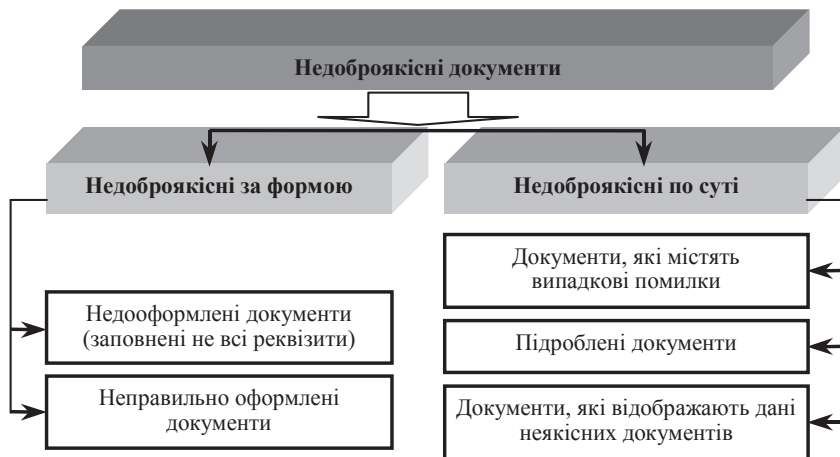 Недоброякісні документи
Недоброякісні за формою
Недооформлені документи
(заповнені не всі реквізити)
Неправильно оформлені
документи
Недоброякісні по суті
Документи, які містять
випадкові помилки
Підроблені документи
Документи, які відображають дані
неякісних документів